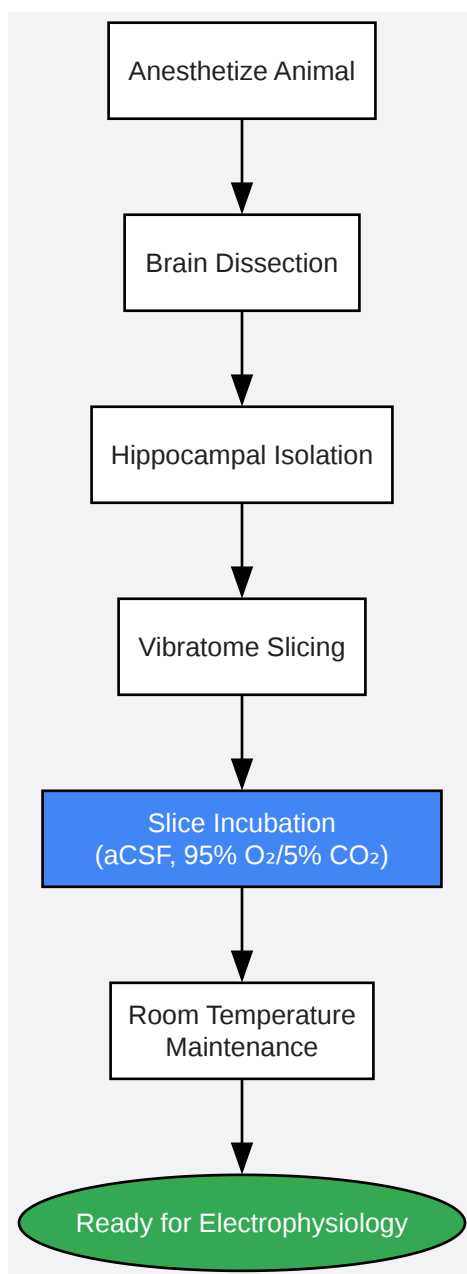 Anesthetize Animal
Brain Dissection
Hippocampal Isolation
Vibratome Slicing
Slice Incubation
(aCSF, 95% O₂/5% CO₂)
Room Temperature
Maintenance
Ready for Electrophysiology